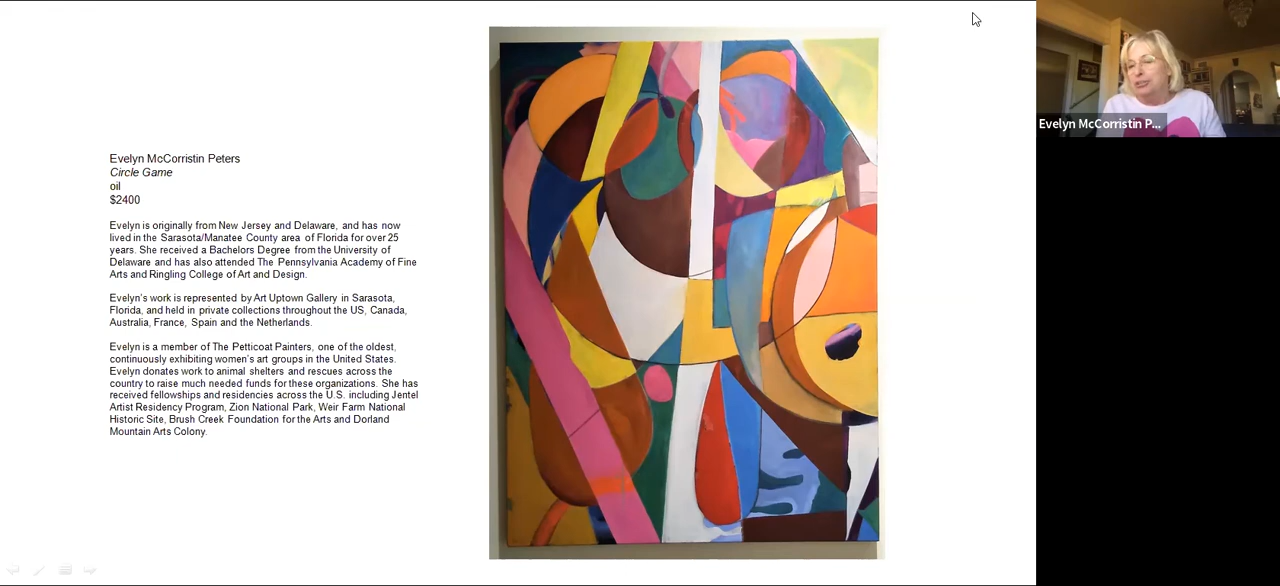 Evelyn McCorristin Peters
Circle Game
oil
$2400
Evelyn is originally from New Jersey and Delaware, and has now
lived in the Sarasota/Manatee County area of Florida for over 25
years. She received a Bachelors Degree from the University of
Delaware and has also attended The Pennsylvania Academy of Fine
Arts and Ringling College of Art and Design.
Evelyn's work is represented by Art Uptown Gallery in Sarasota,
Florida, and held in private collections throughout the US, Canada,
Australia, France, Spain and the Netherlands.
Evelyn is a member of The Petticoat Painters, one of the oldest,
continuously exhibiting women's art groups in the United States.
Evelyn donates work to animal shelters and rescues across the
country to raise much needed funds for these organizations. She has
received fellowships and residencies across the U.S. including Jentel
Artist Residency Program, Zion National Park, Weir Farm National
Historic Site, Brush Creek Foundation for the Arts and Dorland
Mountain Arts Colony.
Evelyn McCorristin P...